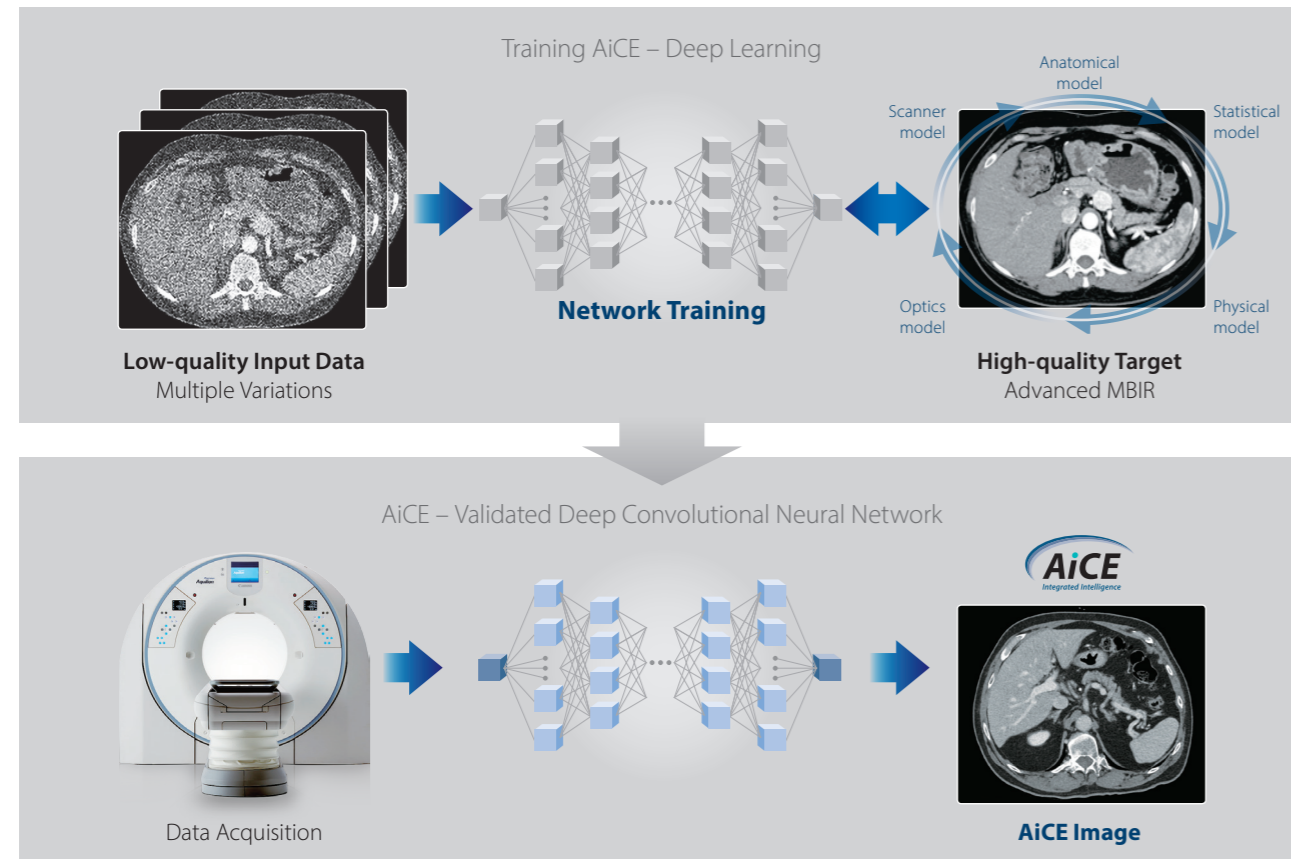 Training AiCE – Deep Learning
Anatomical
model
Scanner
model
Statistical
model
Network Training
Optics
model
Physical
model
Low-quality Input Data
Multiple Variations
High-quality Target
Advanced MBIR
AiCE – Validated Deep Convolutional Neural Network
AiCE
Integrated Intelligence
Aquilion
Data Acquisition
AiCE Image